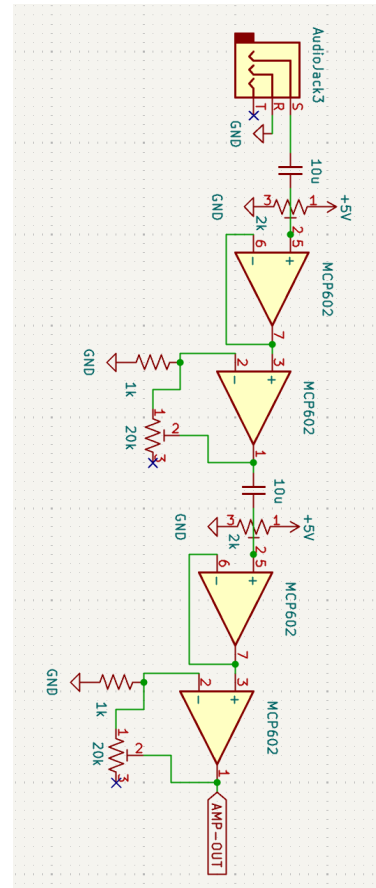 AudioJack3
T
R
S
GND
10u
+5V
1
3
2k
GND
2
6
5
MCP602
7
2
3
GND
1k
1
20k
2
3
MCP602
1
10u
+5V
1
3
2k
GND
2
6
5
MCP602
7
2
3
GND
1k
1
20k
2
3
MCP602
1
AMP-OUT